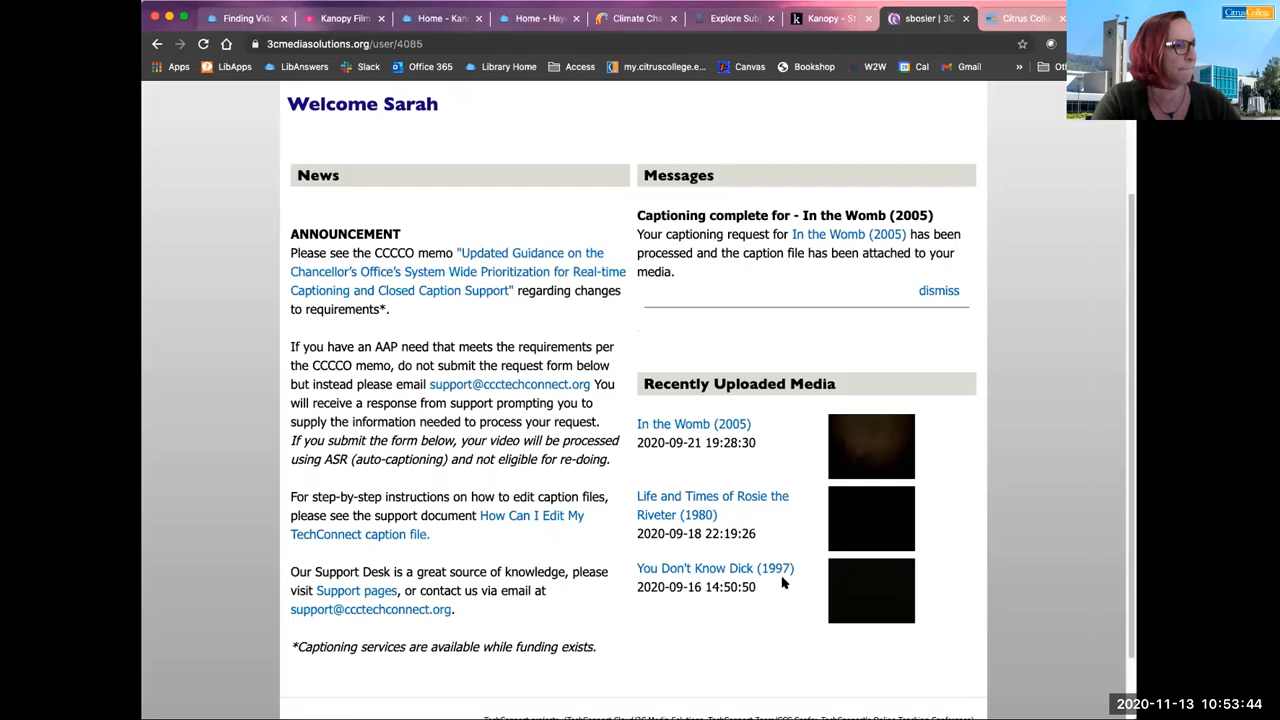 Finding Vid
Kanopy Film
Home - Kan
Home - Hay
Climate Cha
Explore Sub
Kanopy - St
sbosler | 3C
Citrus Coll
CitrusCollege
3cmediasolutions.org/user/4085
Apps
LibApps
LibAnswers
Slack
Office 365
Library Home
Access
my.citruscollege.e...
Canvas
Bookshop
W2W
Cal
Gmail
»
Welcome Sarah
News
ANNOUNCEMENT
Please see the CCCCO memo "Updated Guidance on the
Chancellor's Office's System Wide Prioritization for Real-time
Captioning and Closed Caption Support" regarding changes
to requirements*.
If you have an AAP need that meets the requirements per
the CCCCO memo, do not submit the request form below
but instead please email support@ccctechconnect.org You
will receive a response from support prompting you to
supply the information needed to process your request.
If you submit the form below, your video will be processed
using ASR (auto-captioning) and not eligible for re-doing.
For step-by-step instructions on how to edit caption files,
please see the support document How Can I Edit My
TechConnect caption file.
Our Support Desk is a great source of knowledge, please
visit Support pages, or contact us via email at
support@ccctechconnect.org.
*Captioning services are available while funding exists.
Messages
Captioning complete for - In the Womb (2005)
Your captioning request for In the Womb (2005) has been
processed and the caption file has been attached to your
media.
dismiss
Recently Uploaded Media
In the Womb (2005)
2020-09-21 19:28:30
Life and Times of Rosie the
Riveter (1980)
2020-09-18 22:19:26
You Don't Know Dick (1997)
2020-09-16 14:50:50
2020-11-13 10:53:44